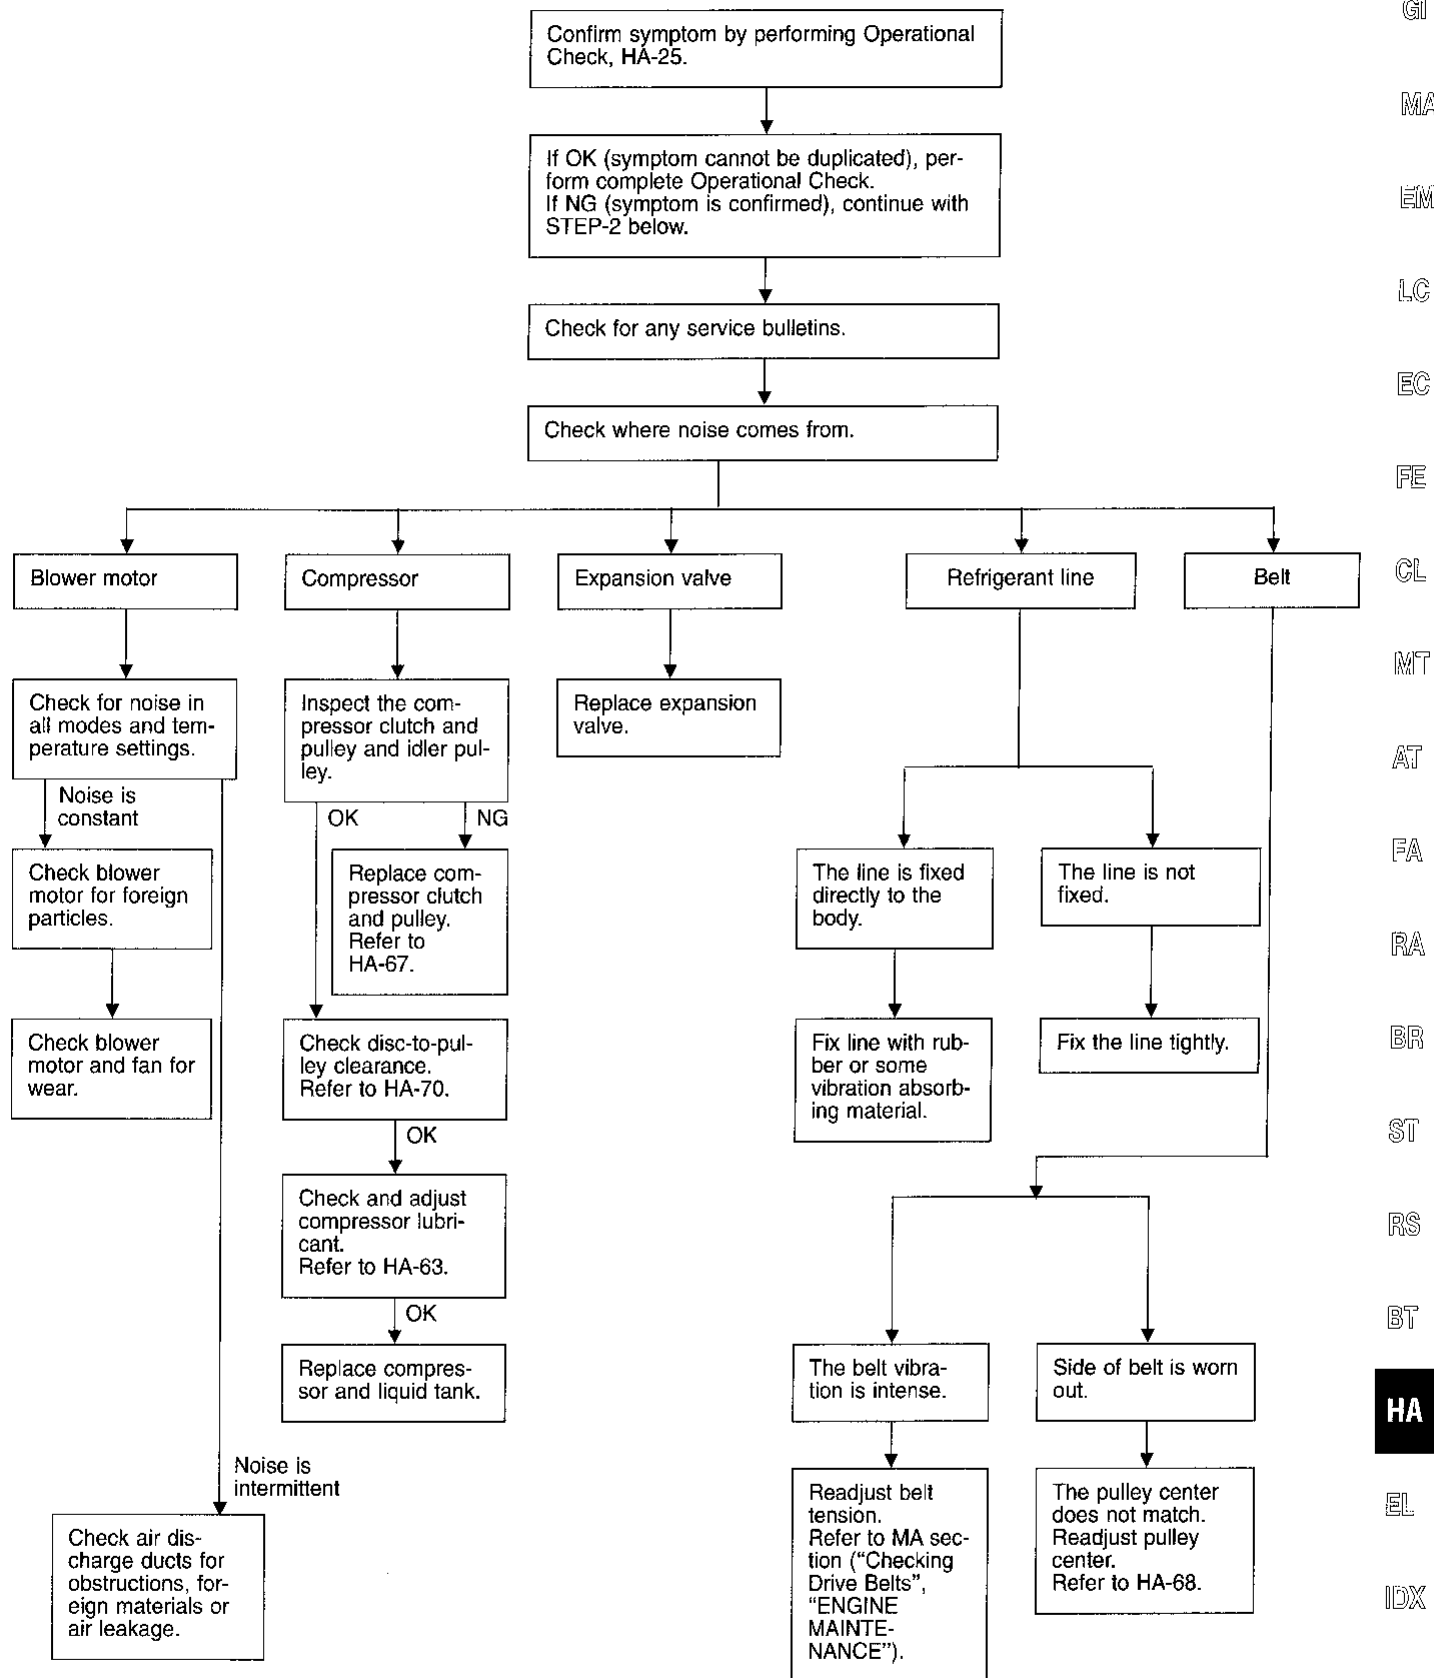 Confirm symptom by performing Operational
Check, HA-25.
If OK (symptom cannot be duplicated), per-
form complete Operational Check.
If NG (symptom is confirmed), continue with
STEP-2 below.
Check for any service bulletins.
Check where noise comes from.
Blower motor
Compressor
Expansion valve
Refrigerant line
Belt
Check for noise in
all modes and tem-
perature settings.
Inspect the com-
pressor clutch and
pulley and idler pul-
ley.
Replace expansion
valve.
Noise is
constant
OK
NG
Check blower
motor for foreign
particles.
Replace com-
pressor clutch
and pulley.
Refer to
HA-67.
The line is fixed
directly to the
body.
The line is not
fixed.
Check blower
motor and fan for
wear.
Check disc-to-pul-
ley clearance.
Refer to HA-70.
Fix line with rub-
ber or some
vibration absorb-
ing material.
Fix the line tightly.
OK
Check and adjust
compressor lubri-
cant.
Refer to HA-63.
OK
Replace compres-
sor and liquid tank.
The belt vibra-
tion is intense.
Side of belt is worn
out.
Noise is
intermittent
Check air dis-
charge ducts for
obstructions, for-
eign materials or
air leakage.
Readjust belt
tension.
Refer to MA sec-
tion (“Checking
Drive Belts”,
“ENGINE
MAINTE-
NANCE”).
The pulley center
does not match.
Readjust pulley
center.
Refer to HA-68.
GI
MA
EM
LC
EC
FE
CL
MT
AT
FA
RA
BR
ST
RS
BT
HA
EL
IDX